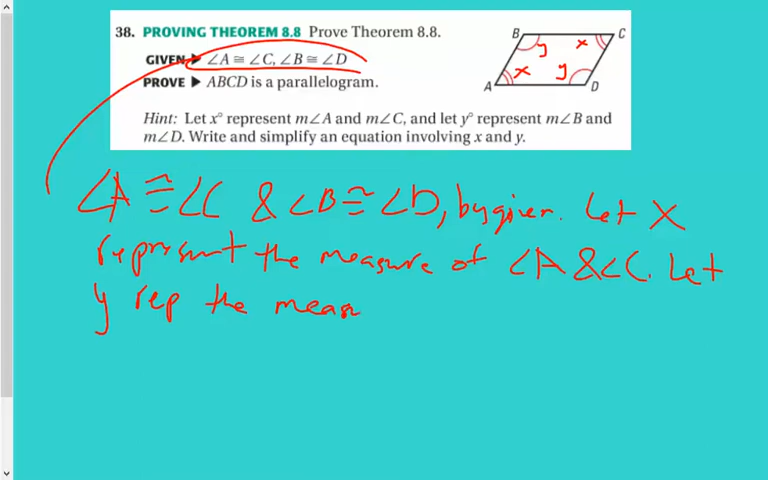 38. PROVING THEOREM 8.8 Prove Theorem 8.8.
GIVEN ▶ ∠A ≅ ∠C, ∠B ≅ ∠D
PROVE ▶ ABCD is a parallelogram.
Hint: Let x° represent m∠A and m∠C, and let y° represent m∠B and
m∠D. Write and simplify an equation involving x and y.
B
C
y
x
x
y
A
D
∠A ≅ ∠C & ∠B ≅ ∠D, by given. Let x
represent the measure of ∠A & ∠C. Let
y rep the meas